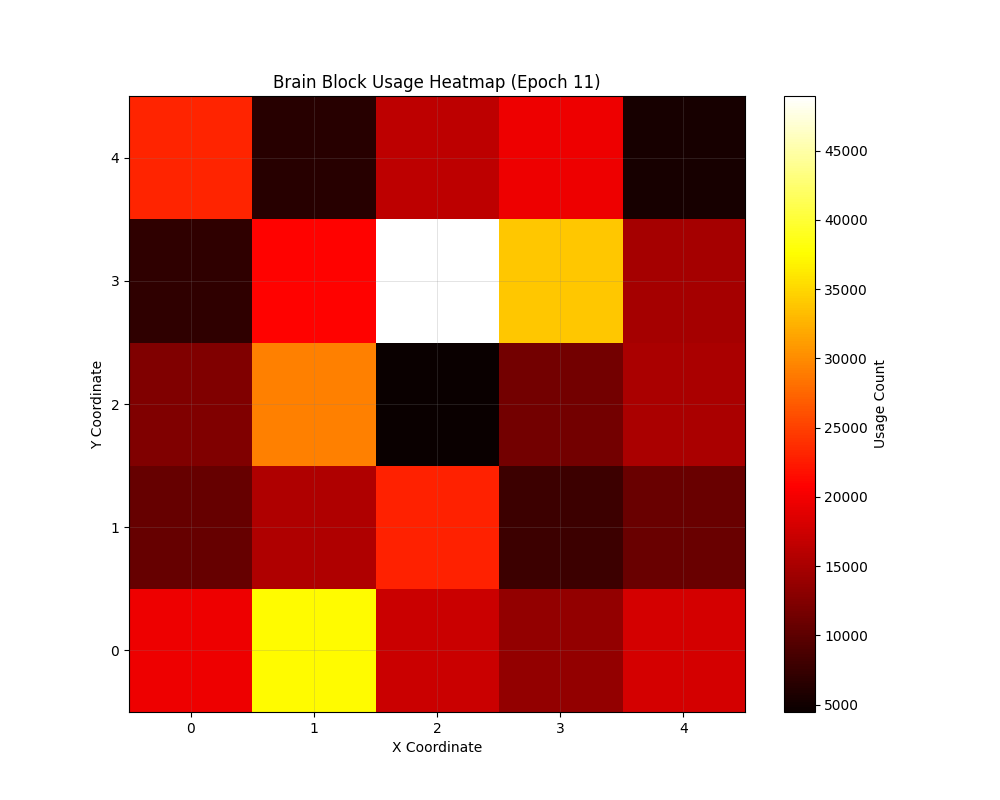 Brain Block Usage Heatmap (Epoch 11)
4
3
2
1
0
Y Coordinate
0 1 2 3 4
X Coordinate
45000
40000
35000
30000
25000
20000
15000
10000
5000
Usage Count